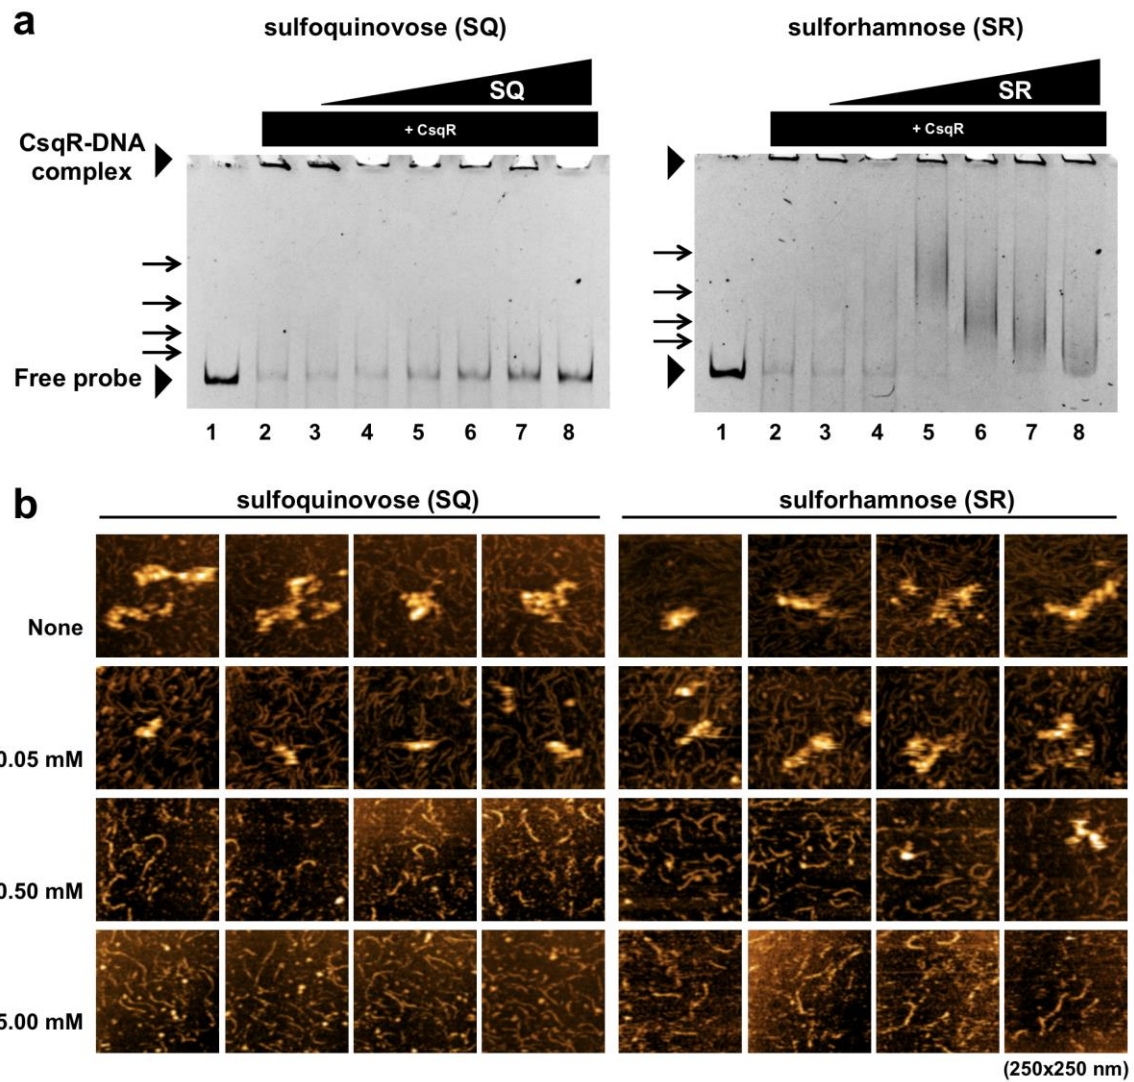 a
sulfoquinovose (SQ)
sulforhamnose (SR)
SQ
SR
+ CsqR
+ CsqR
CsqR-DNA
complex
Free probe
1 2 3 4 5 6 7 8
1 2 3 4 5 6 7 8
b
sulfoquinovose (SQ)
sulforhamnose (SR)
None
0.05 mM
0.50 mM
5.00 mM
(250x250 nm)